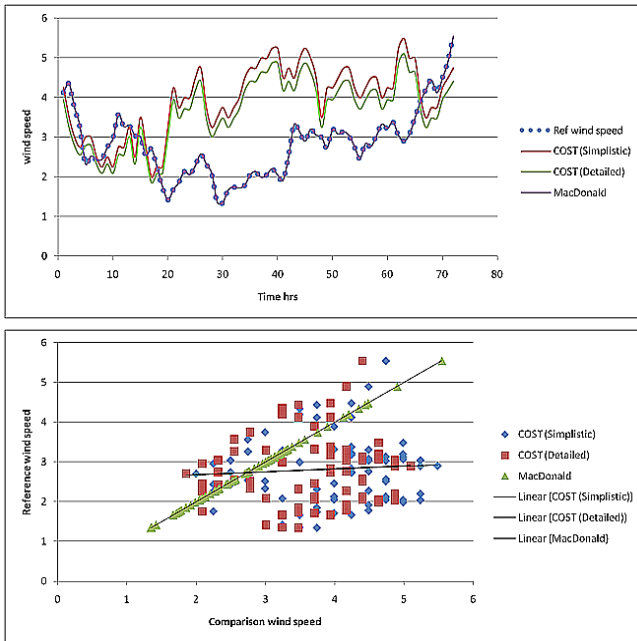 6
5
4
3
2
1
0
wind speed
0 10 20 30 40 50 60 70 80
Time hrs
Ref wind speed
COST (Simplistic)
COST (Detailed)
MacDonald
6
5
4
3
2
1
0
Reference wind speed
0 1 2 3 4 5 6
Comparison wind speed
COST (Simplistic)
COST (Detailed)
MacDonald
Linear [COST (Simplistic))
Linear [COST (Detailed))
Linear [MacDonald)